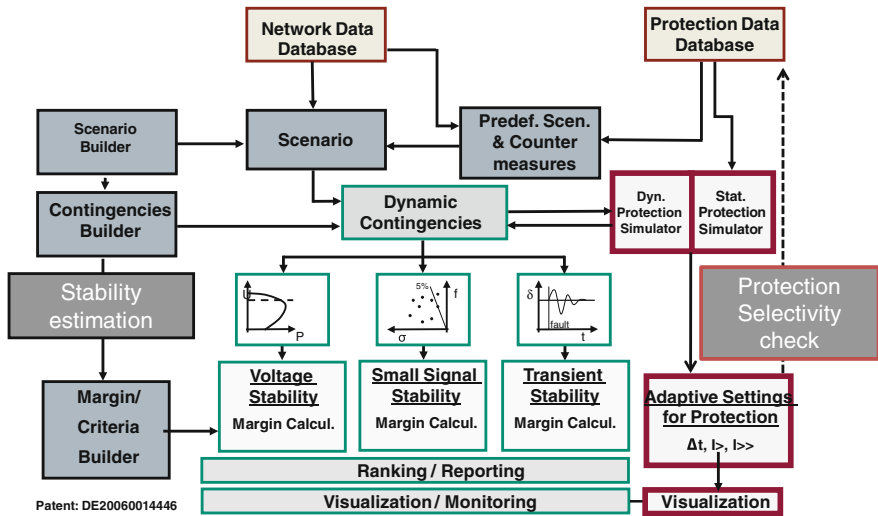 Network Data
Database
Protection Data
Database
Scenario
Builder
Scenario
Predef. Scen.
& Counter
measures
Contingencies
Builder
Dynamic
Contingencies
Dyn.
Protection
Simulator
Stat.
Protection
Simulator
Stability
estimation
U
P
5%
f
σ
δ
fault
t
Protection
Selectivity
check
Voltage
Stability
Margin Calcul.
Small Signal
Stability
Margin Calcul.
Transient
Stability
Margin Calcul.
Margin/
Criteria
Builder
Adaptive Settings
for Protection
Δt, I>, I>>
Ranking / Reporting
Visualization / Monitoring
Visualization
Patent: DE20060014446